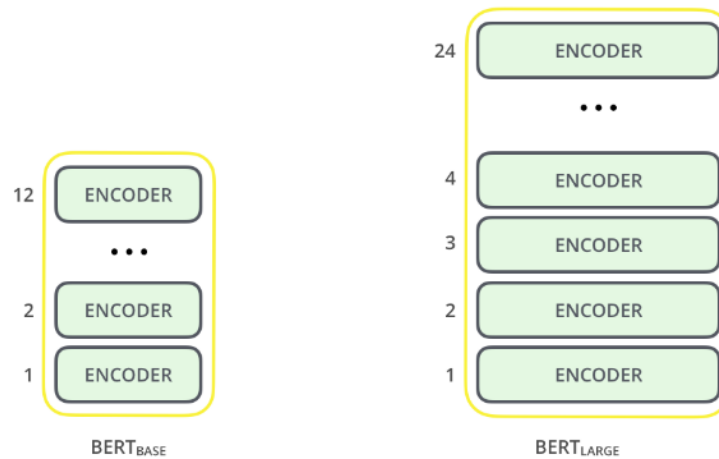 12 ENCODER
...
2 ENCODER
1 ENCODER
BERTBASE
24 ENCODER
...
4 ENCODER
3 ENCODER
2 ENCODER
1 ENCODER
BERTLARGE